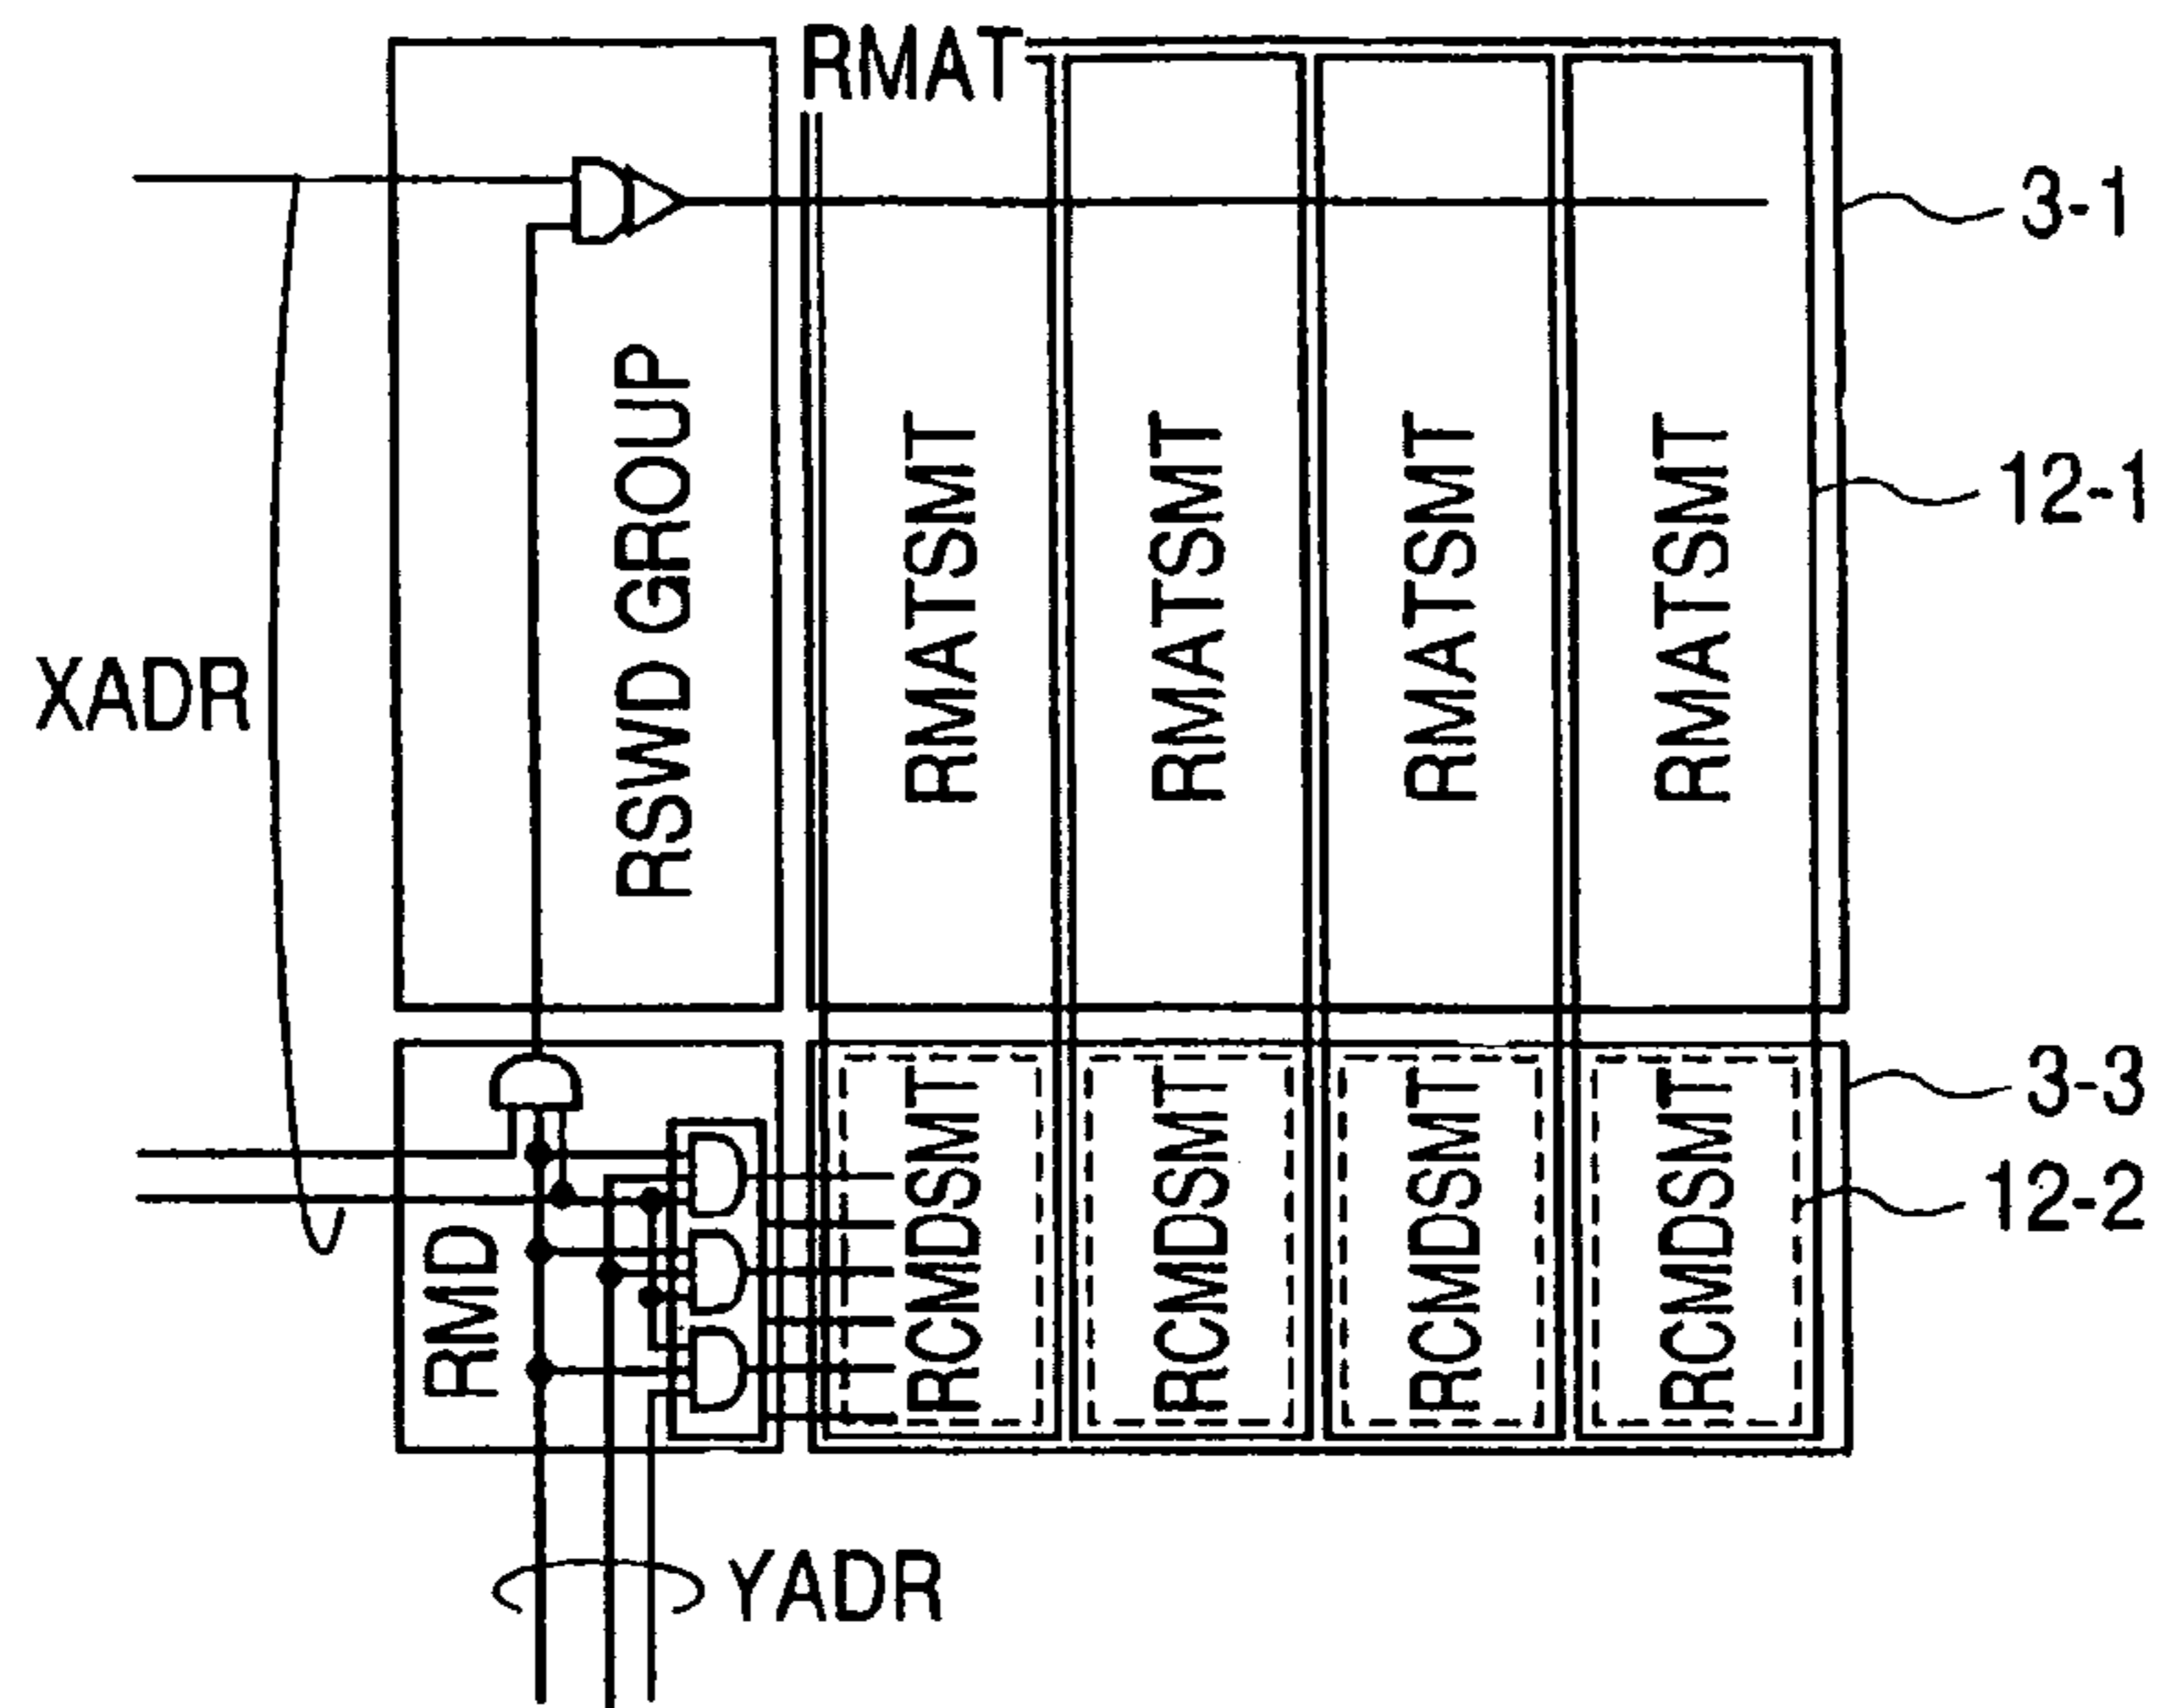 RMAT
3-1
RSWD GROUP
RMATSMT
RMATSMT
RMATSMT
RMATSMT
12-1
XADR
3-3
RMD
RCMDSMT
RCMDSMT
RCMDSMT
RCMDSMT
12-2
YADR